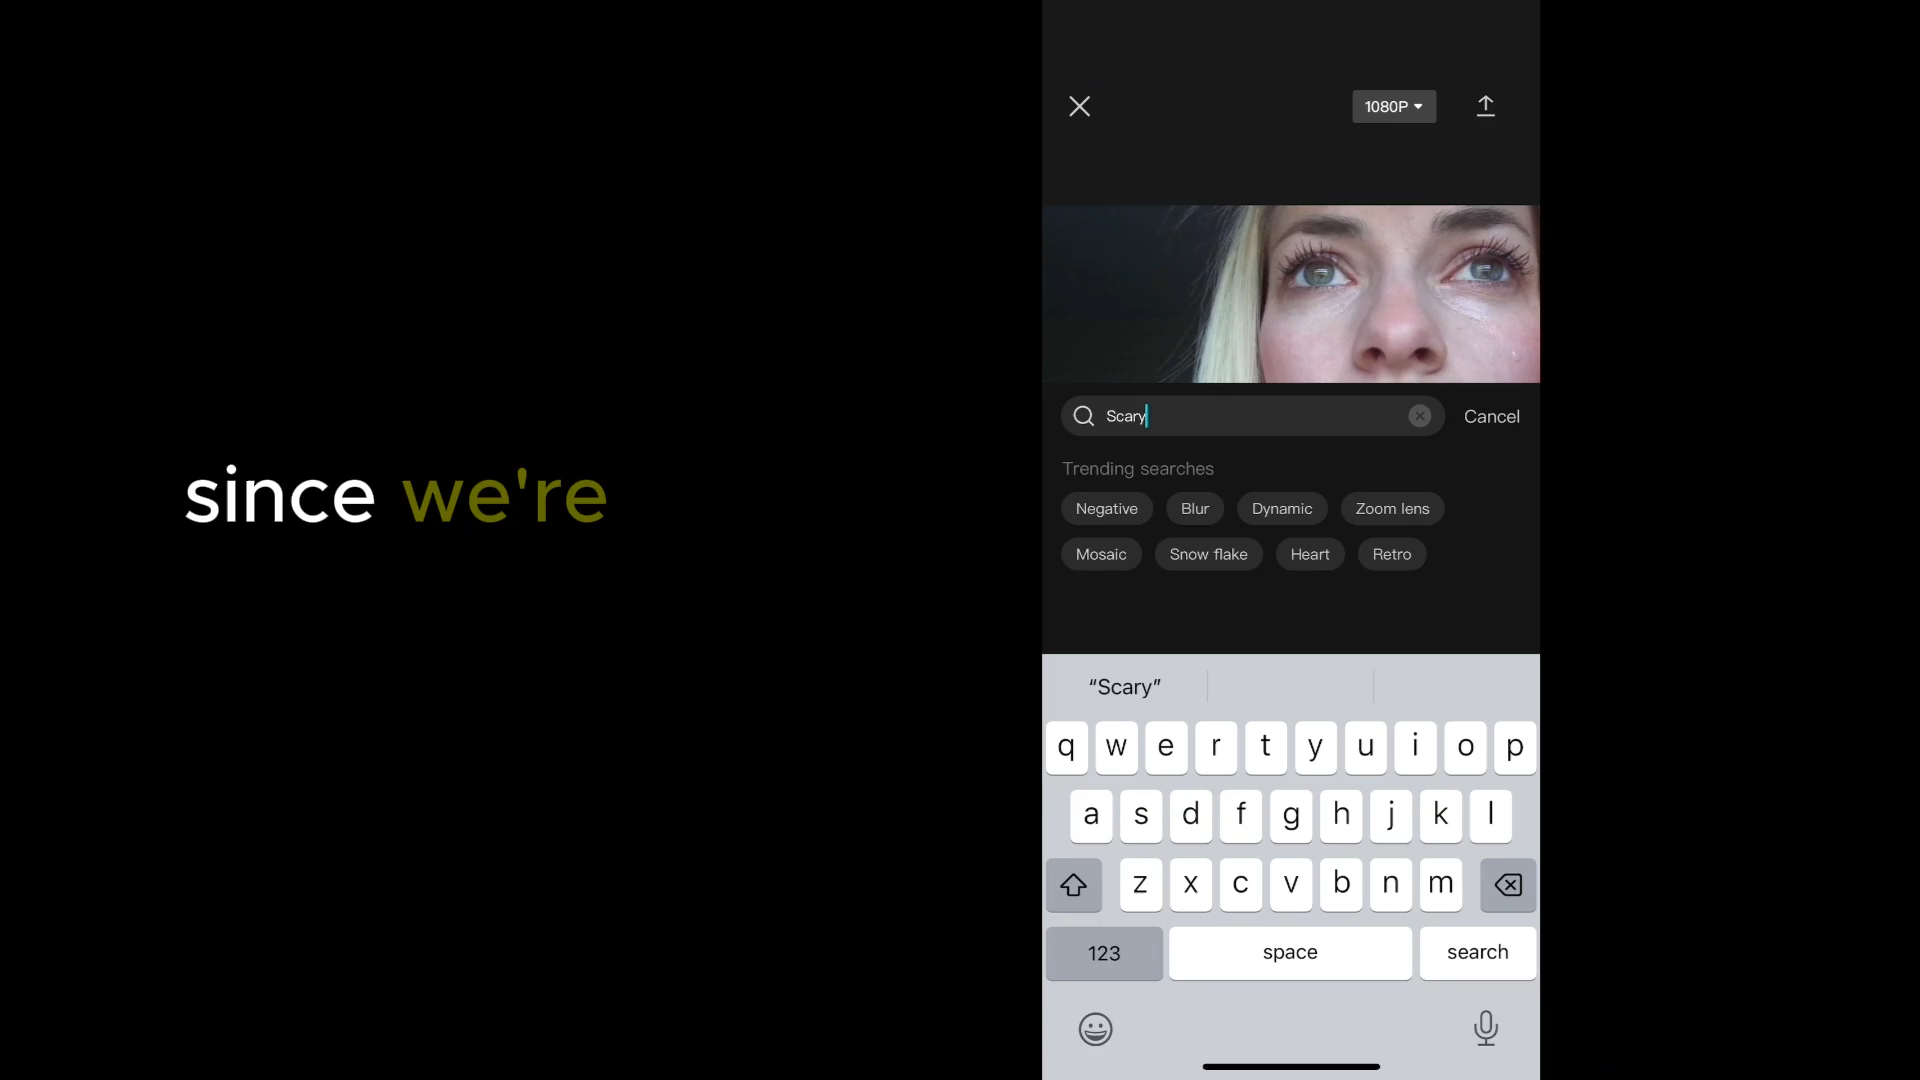 since we're
1080P
Scary
Cancel
Trending searches
Negative Blur Dynamic Zoom lens
Mosaic Snow flake Heart Retro
“Scary”
q w e r t y u i o p
a s d f g h j k l
z x c v b n m
123 space search